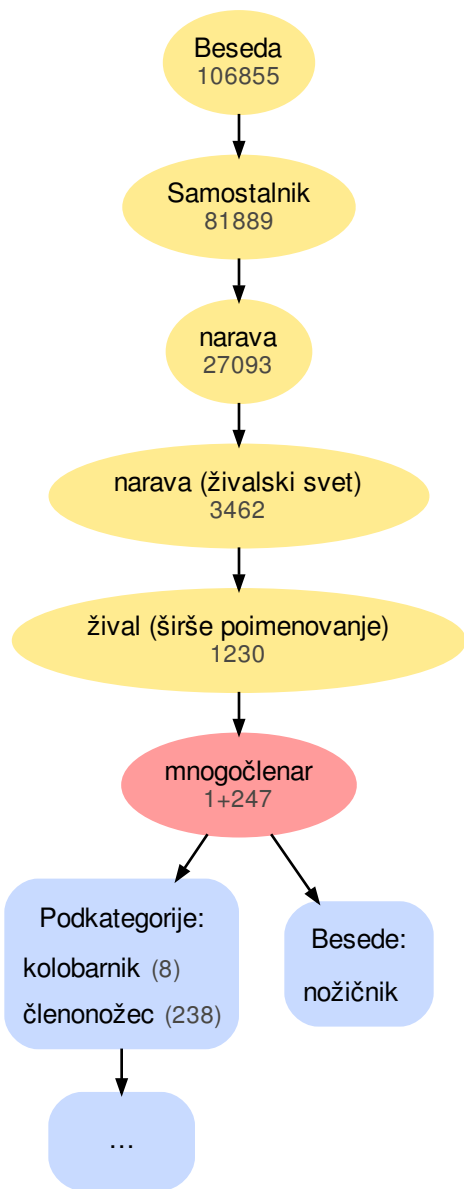 Beseda
106855
Samostalnik
81889
narava
27093
narava (živalski svet)
3462
žival (širše poimenovanje)
1230
mnogočlenar
1+247
Podkategorije:
kolobarnik (8)
členonožec (238)
Besede:
nožičnik
...